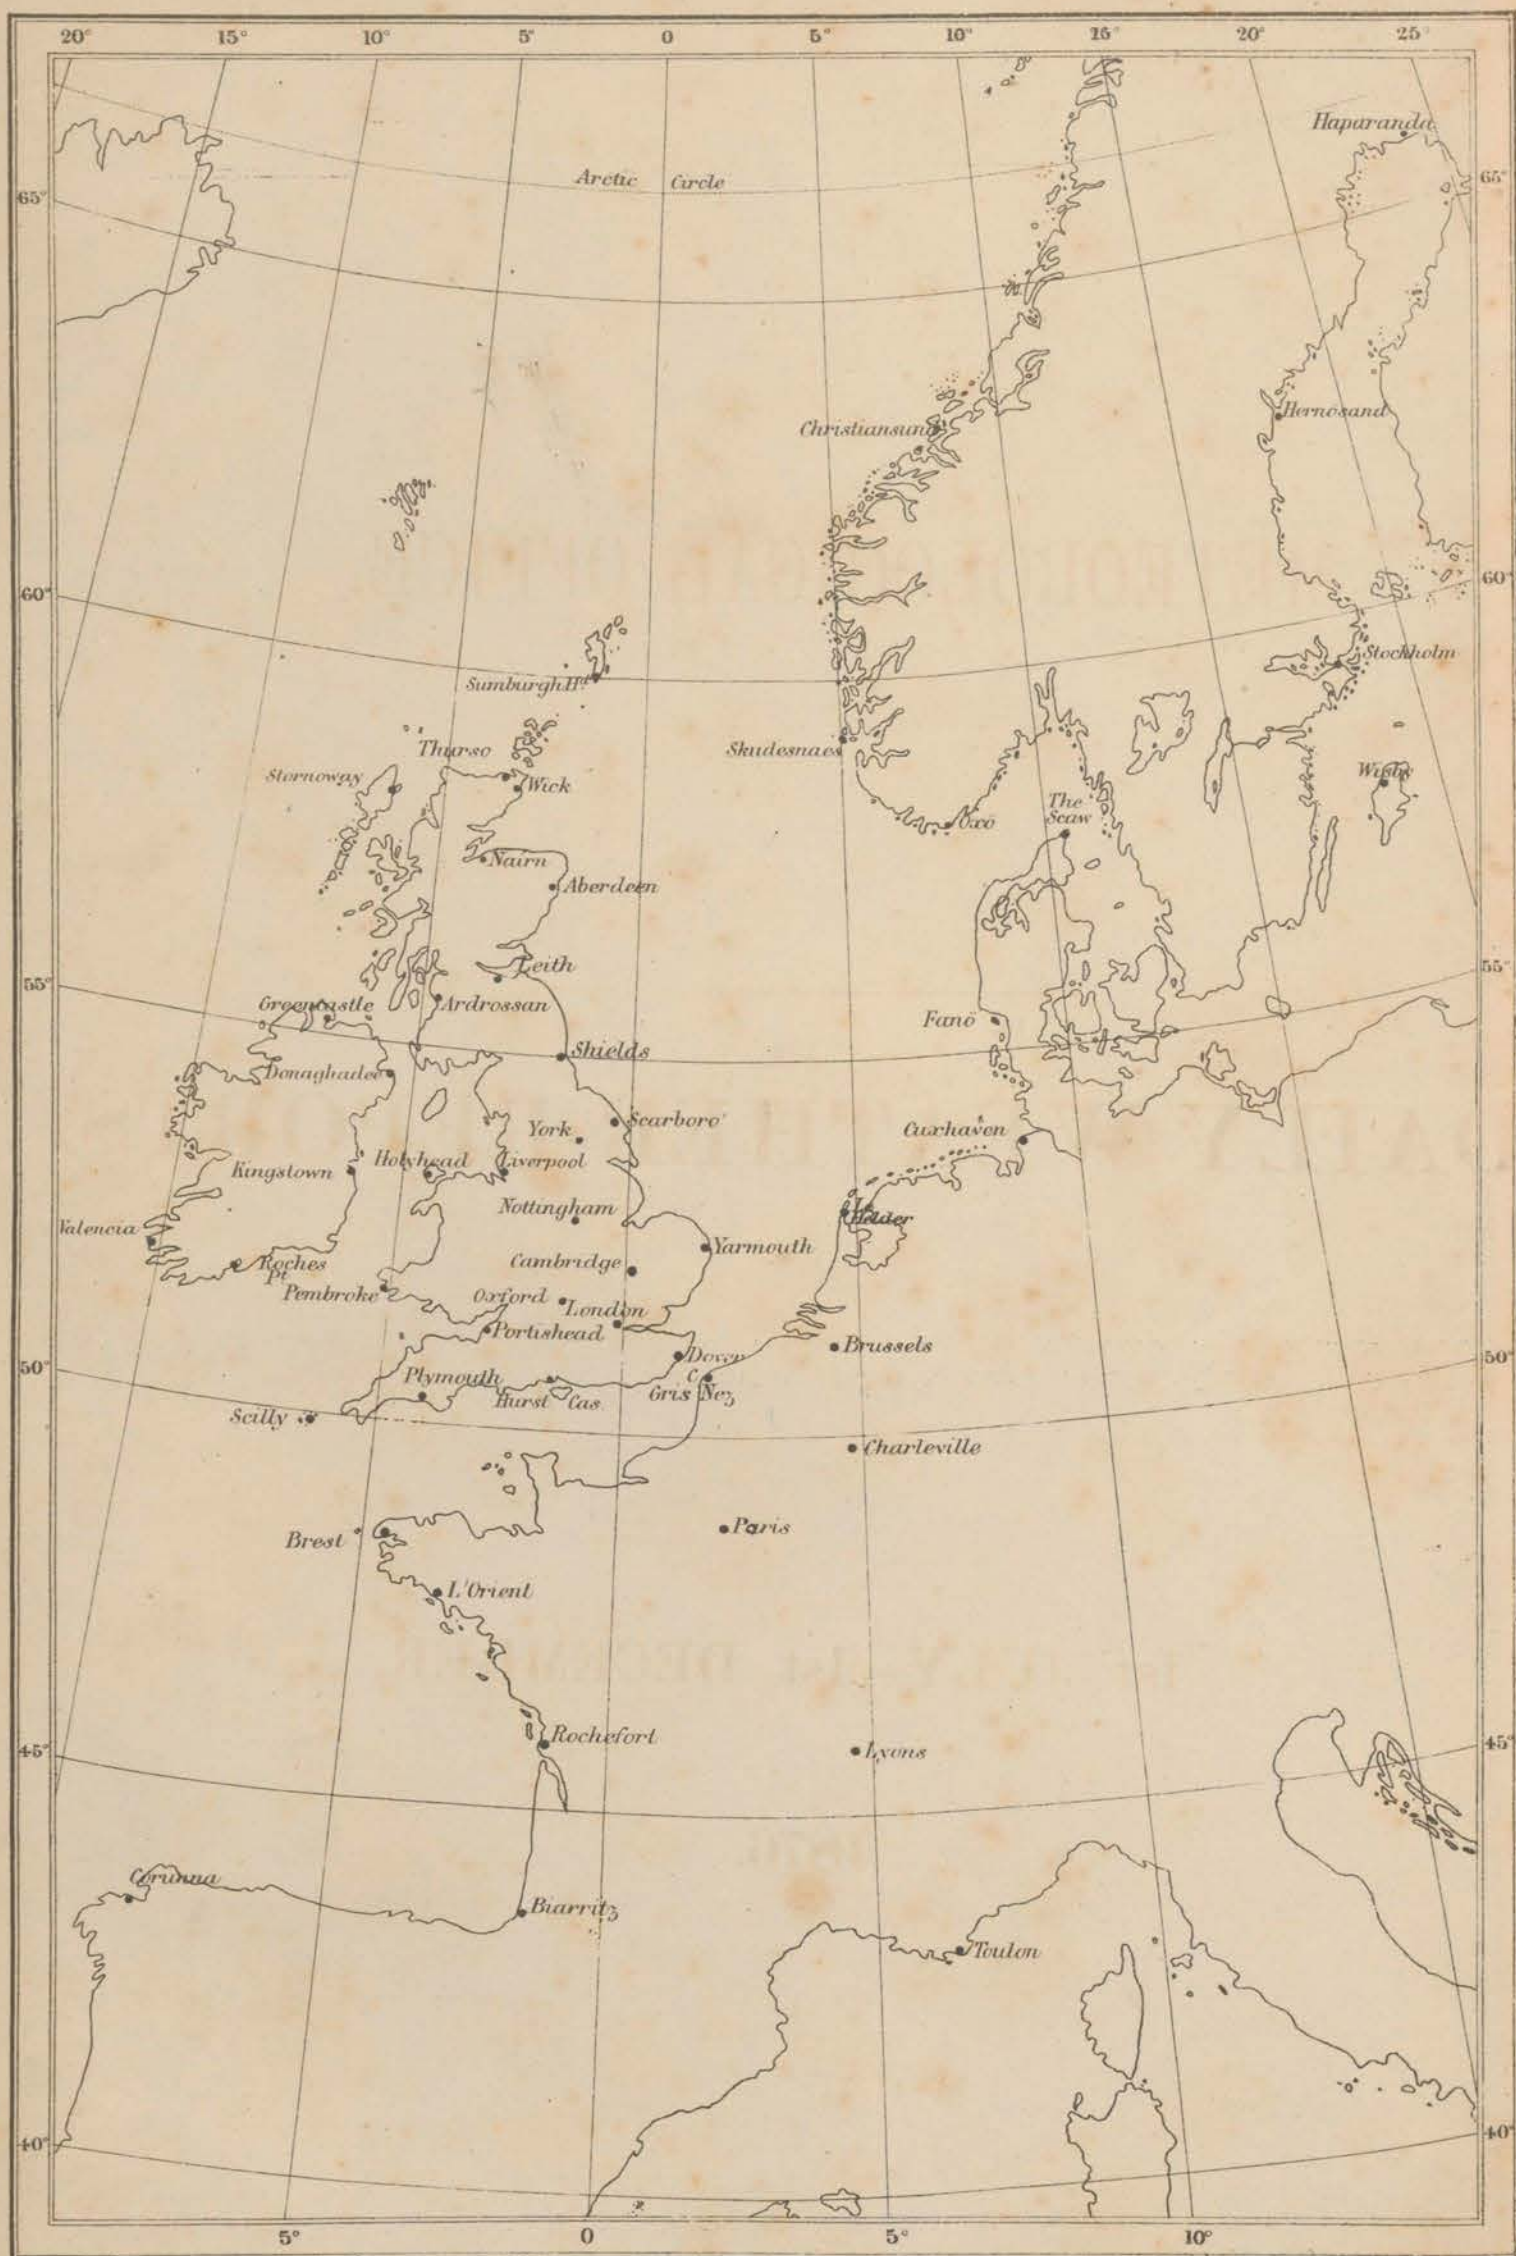 20° 15° 10° 5° 0 5° 10° 15° 20° 25°
Haparanda
Arctic Circle
65° 65°
Hernösand
Christiansund
60° 60°
Stockholm
Sumburgh Hd
Skudesnaes
Thurso
Stornoway
Wick
Wisby
The
Scaw
Oxö
Nairn
Aberdeen
Leith
55° 55°
Greencastle
Ardrossan
Fanö
Shields
Donaghadee
Scarboro'
York
Cuxhaven
Kingstown
Holyhead
Liverpool
Nottingham
Helder
Valencia
Yarmouth
Roches
Pt
Cambridge
Pembroke
Oxford
London
Portishead
Brussels
Dover
50° 50°
Plymouth
C.
Gris Nez
Hurst Cas.
Scilly
Charleville
Brest
Paris
L'Orient
Rochefort
45° 45°
Lyons
Corunna
Biarritz
Toulon
40° 40°
5° 0 5° 10°